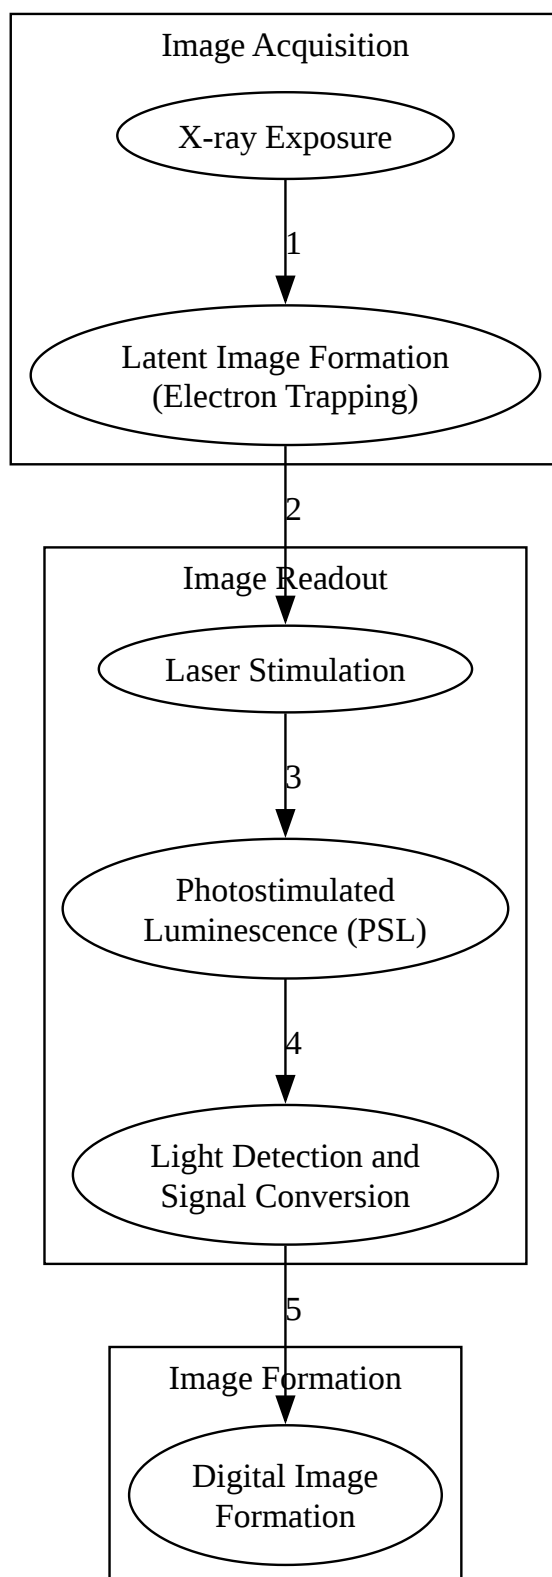 Image Acquisition
X-ray Exposure
1
Latent Image Formation
(Electron Trapping)
2
Image Readout
Laser Stimulation
3
Photostimulated
Luminescence (PSL)
4
Light Detection and
Signal Conversion
5
Image Formation
Digital Image
Formation